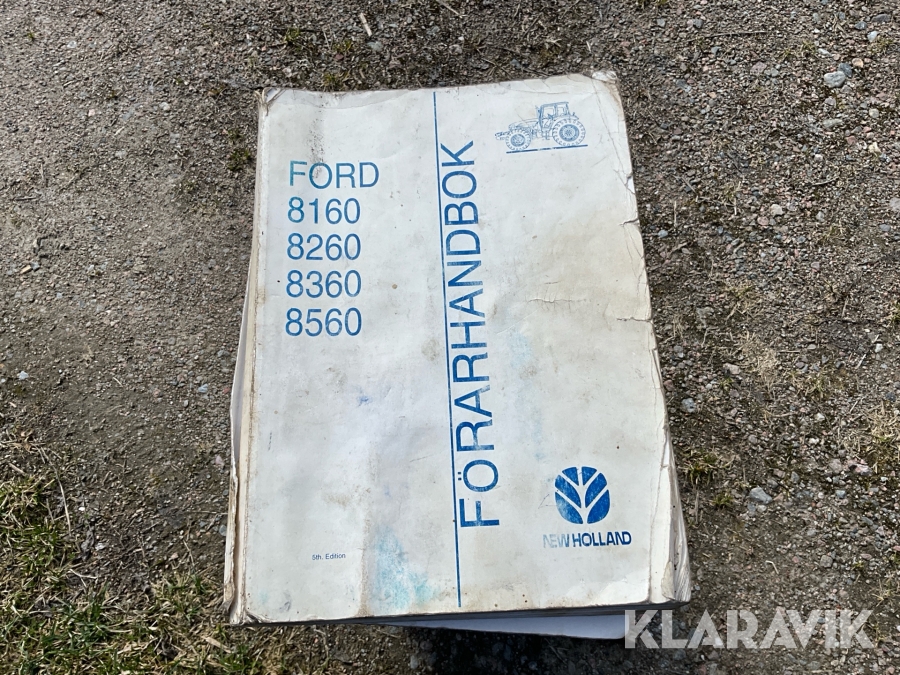 FORD
8160
8260
8360
8560
FÖRARHANDBOK
NEW HOLLAND
5th. Edition
KLARAVIK